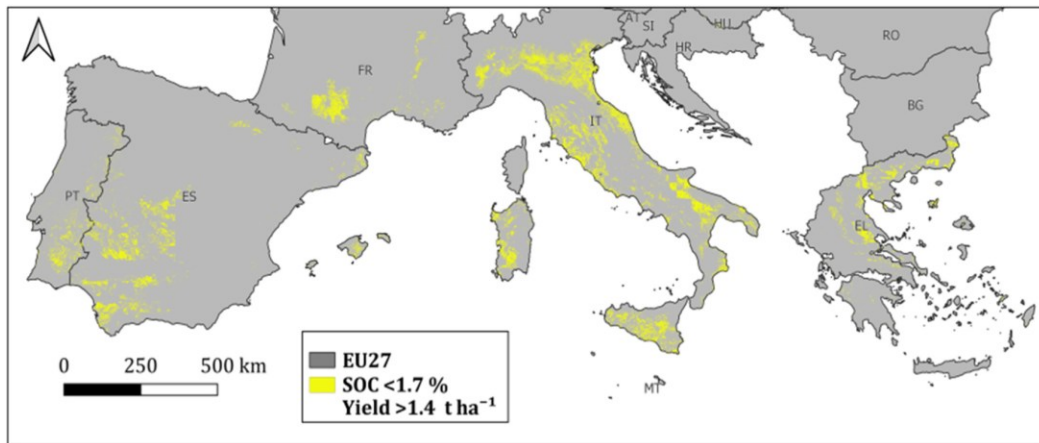 AT
HU
SI
RO
HR
FR
BG
IT
PT
ES
EL
0 250 500 km
EU27
SOC <1.7 %
Yield >1.4 t ha⁻¹
MT